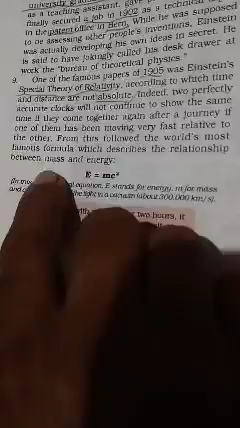 university
as a teaching assistant, gave
finally secured a job in 1902 as a technical
in the patent office in Bern. While he was supposed
to be assessing other people's inventions, Einstein
was actually developing his own ideas in secret. He
is said to have jokingly called his desk drawer at
work the "bureau of theoretical physics."
One of the famous papers of 1905 was Einstein's
Special Theory of Relativity, according to which time
and distance are not absolute. Indeed, two perfectly
accurate clocks will not continue to show the same
time if they come together again after a journey if
one of them has been moving very fast relative to
the other. From this followed the world's most
famous formula which describes the relationship
between mass and energy:
E = mc²
equation, E stands for energy, m for mass
the light in a vacuum (about 300,000 km/s).
two hours, it